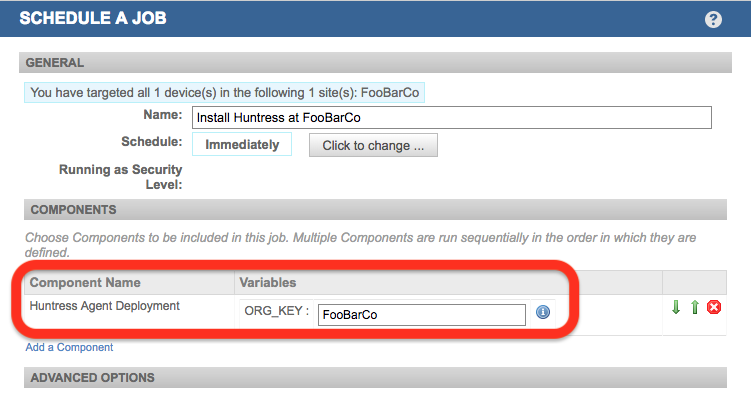 SCHEDULE A JOB
?
GENERAL
You have targeted all 1 device(s) in the following 1 site(s): FooBarCo
Name: Install Huntress at FooBarCo
Schedule: Immediately Click to change ...
Running as Security
Level:
COMPONENTS
Choose Components to be included in this job. Multiple Components are run sequentially in the order in which they are
defined.
Component Name Variables
Huntress Agent Deployment ORG_KEY : FooBarCo i
Add a Component
ADVANCED OPTIONS